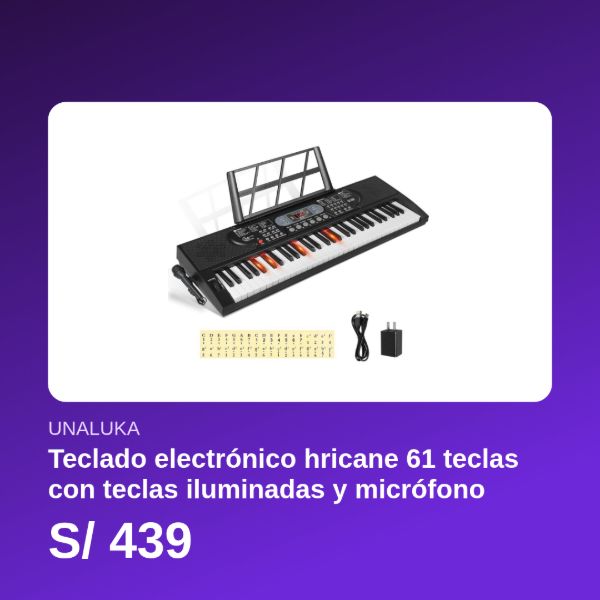 UNALUKA
Teclado electrónico hricane 61 teclas
con teclas iluminadas y micrófono
S/ 439